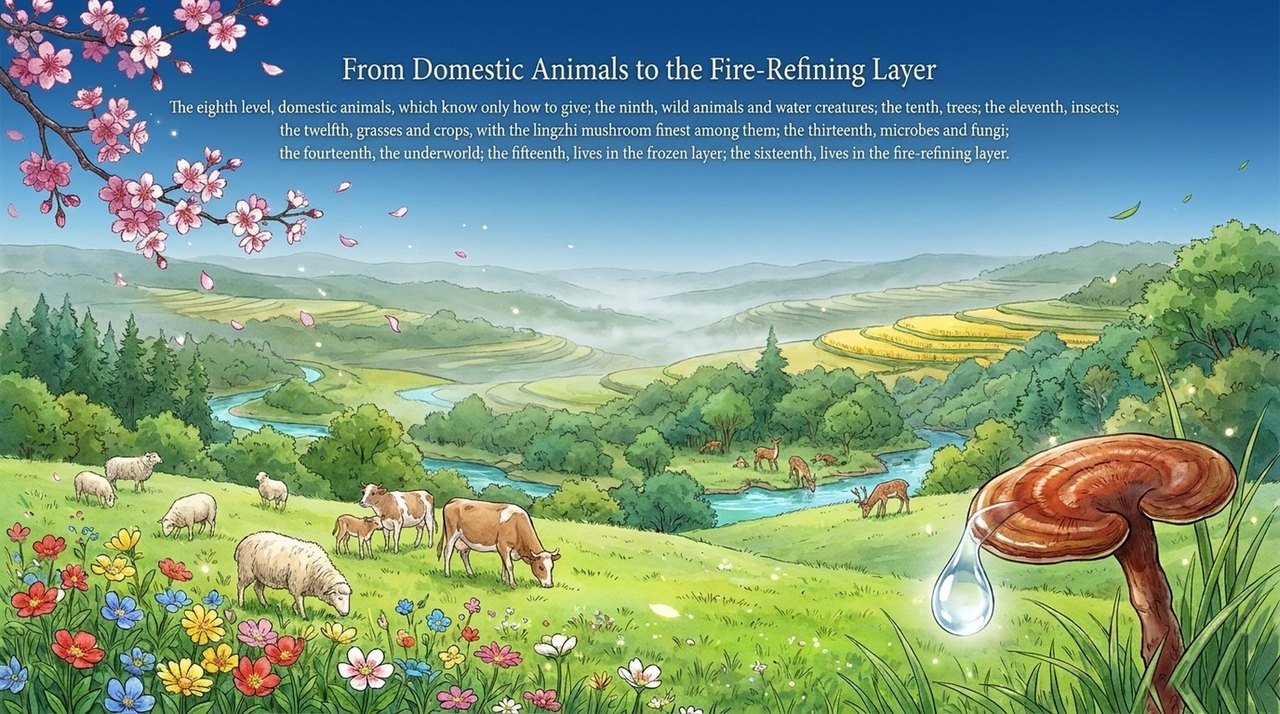 From Domestic Animals to the Fire-Refining Layer
The eighth level, domestic animals, which know only how to give; the ninth, wild animals and water creatures; the tenth, trees; the eleventh, insects;
the twelfth, grasses and crops, with the lingzhi mushroom finest among them; the thirteenth, microbes and fungi;
the fourteenth, the underworld; the fifteenth, lives in the frozen layer; the sixteenth, lives in the fire-refining layer.